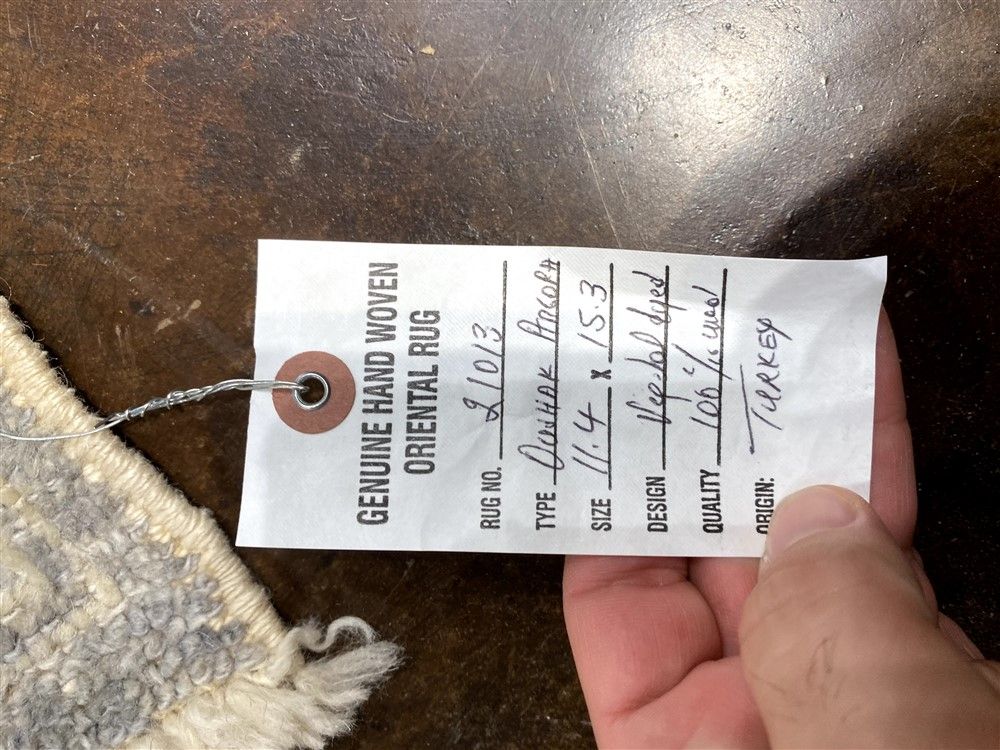 GENUINE HAND WOVEN
ORIENTAL RUG
RUG NO. 21013
TYPE Oushak Angora
SIZE 11.4 X 15.3
DESIGN Vegetal dyed
QUALITY 100% wool
ORIGIN: TURKEY